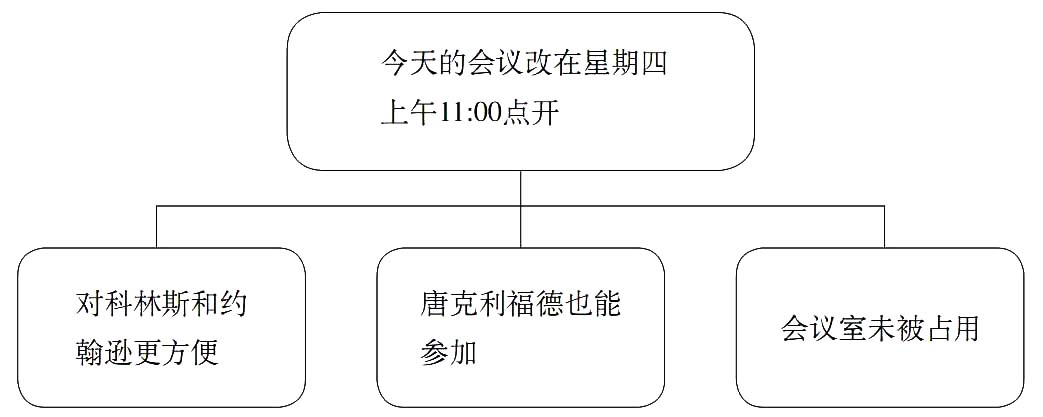 今天的会议改在星期四
上午11:00点开
对科林斯和约
翰逊更方便
唐克利福德也能
参加
会议室未被占用